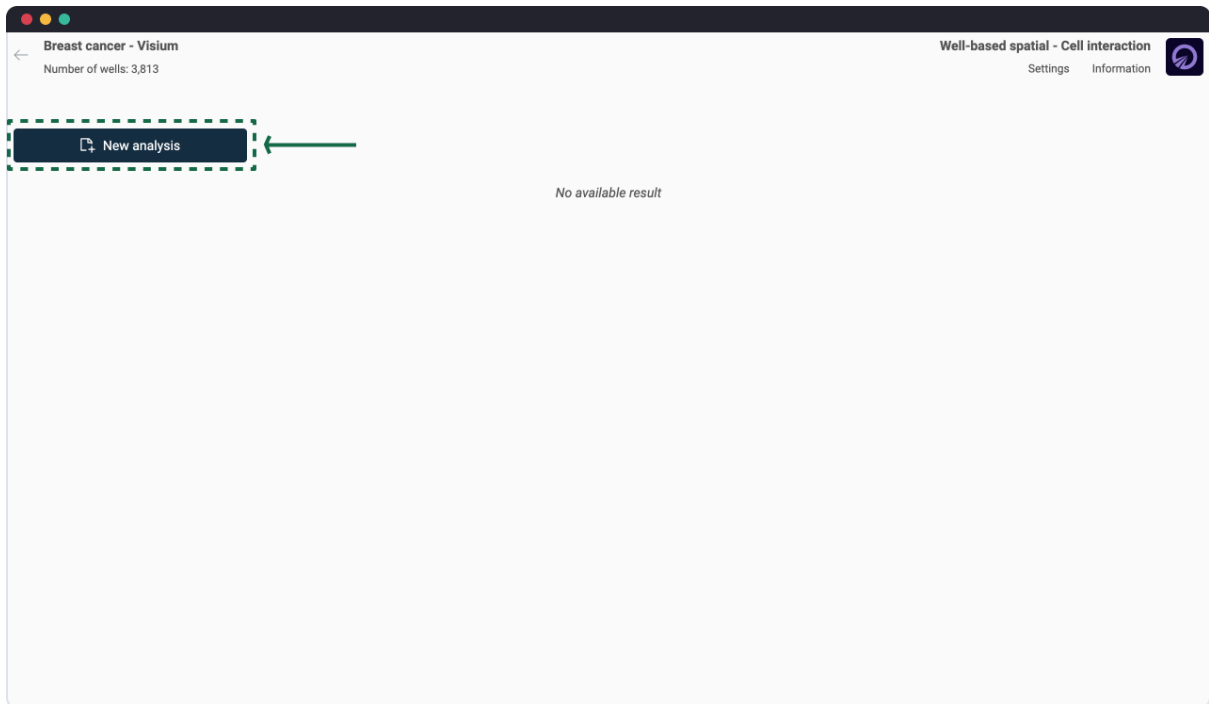 Breast cancer - Visium
Number of wells: 3,813
Well-based spatial - Cell interaction
Settings Information
New analysis
No available result